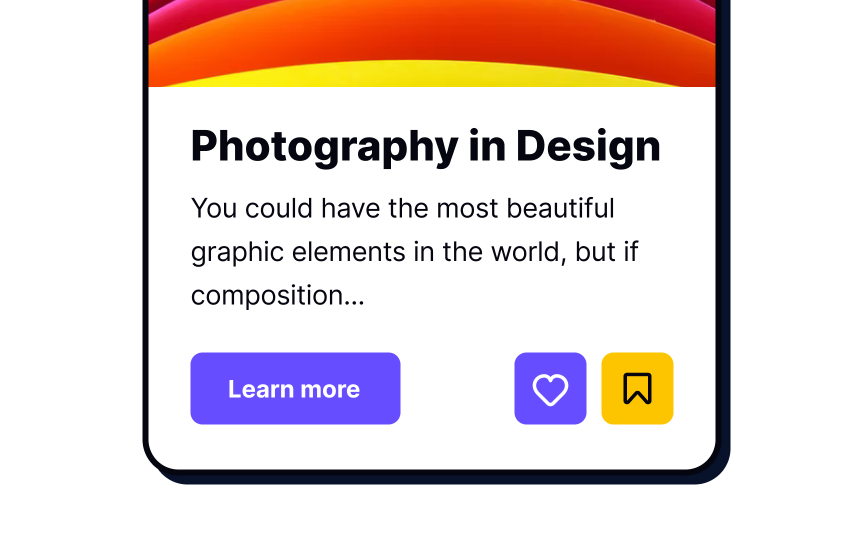 Photography in Design
You could have the most beautiful
graphic elements in the world, but if
composition...
Learn more